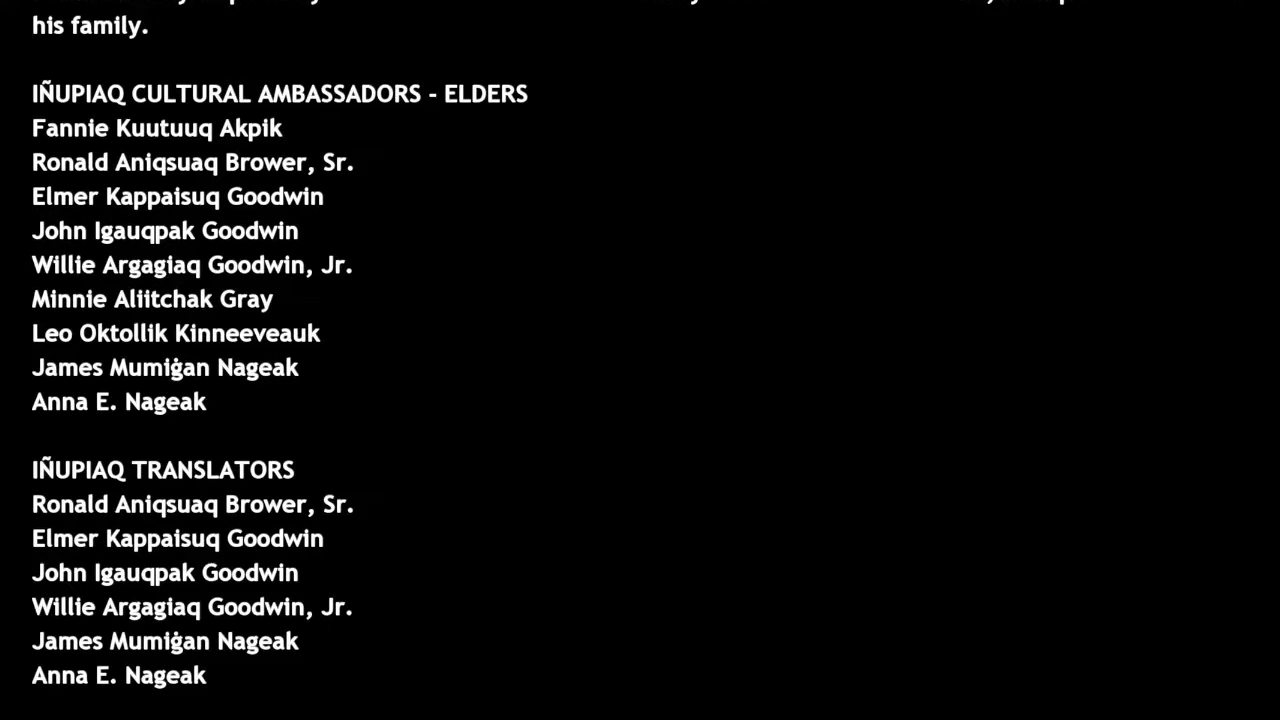 his family.
IÑUPIAQ CULTURAL AMBASSADORS - ELDERS
Fannie Kuutuuq Akpik
Ronald Aniqsuaq Brower, Sr.
Elmer Kappaisuq Goodwin
John Igauqpak Goodwin
Willie Argagiaq Goodwin, Jr.
Minnie Aliitchak Gray
Leo Oktollik Kinneeveauk
James Mumiġan Nageak
Anna E. Nageak
IÑUPIAQ TRANSLATORS
Ronald Aniqsuaq Brower, Sr.
Elmer Kappaisuq Goodwin
John Igauqpak Goodwin
Willie Argagiaq Goodwin, Jr.
James Mumiġan Nageak
Anna E. Nageak